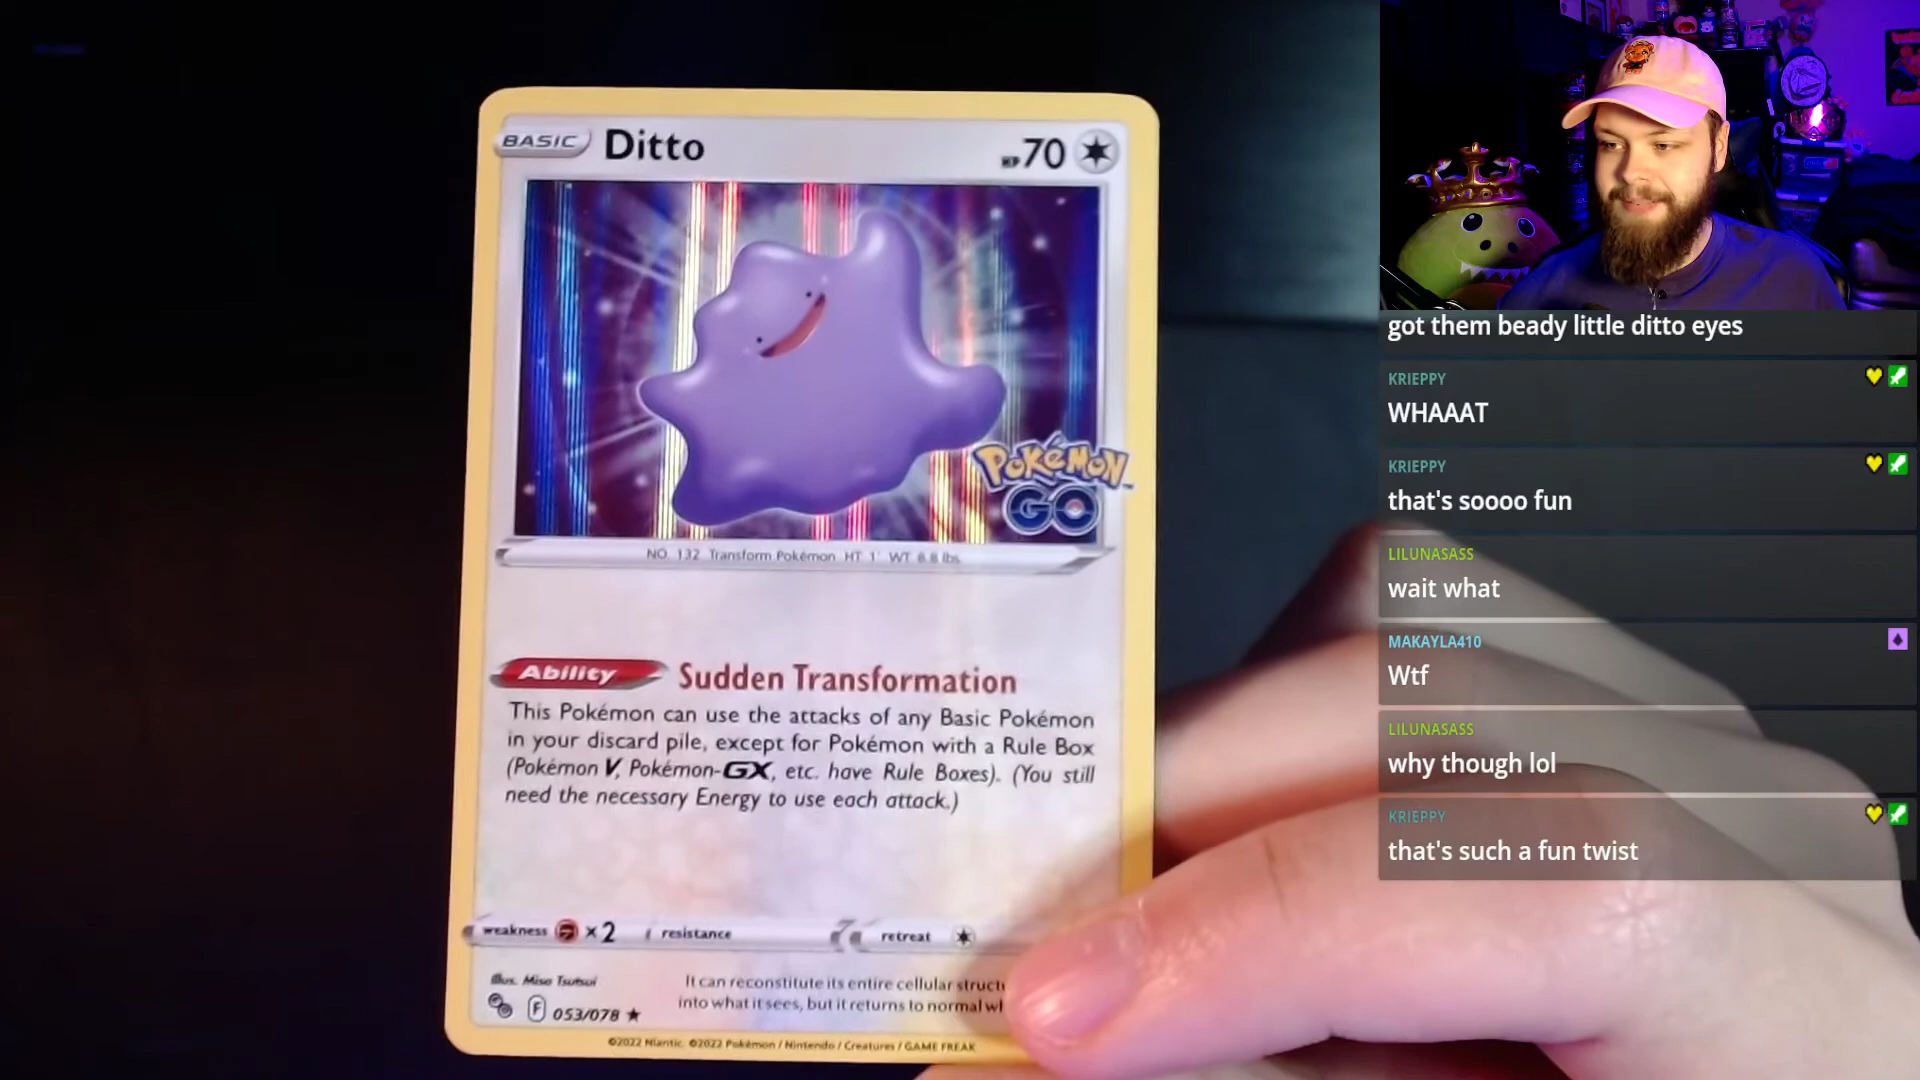 BASIC Ditto HP 70
POKéMON
GO
NO. 132 Transform Pokémon HT 1' WT 8.8 lbs
Ability Sudden Transformation
This Pokémon can use the attacks of any Basic Pokémon
in your discard pile, except for Pokémon with a Rule Box
(Pokémon V, Pokémon-GX, etc. have Rule Boxes). (You still
need the necessary Energy to use each attack.)
weakness ×2 resistance retreat
Illus. Miso Tsutsui
It can reconstitute its entire cellular
into what it sees, but it returns to normal
F 053/078 ★
©2022 Niantic. ©2022 Pokémon / Nintendo / Creatures / GAME FREAK
got them beady little ditto eyes
KRIEPPY
WHAAAT
KRIEPPY
that's soooo fun
LILUNASASS
wait what
MAKAYLA410
Wtf
LILUNASASS
why though lol
KRIEPPY
that's such a fun twist